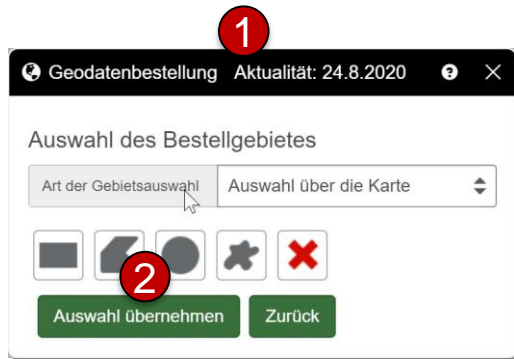 1
Geodatenbestellung Aktualität: 24.8.2020 ?
Auswahl des Bestellgebietes
Art der Gebietsauswahl Auswahl über die Karte
2
Auswahl übernehmen Zurück